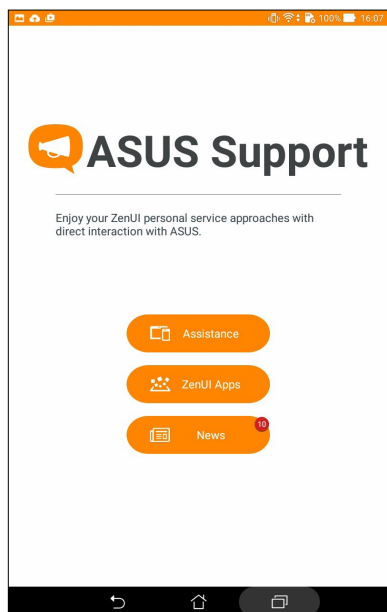 100% 16:07
ASUS Support
Enjoy your ZenUI personal service approaches with
direct interaction with ASUS.
Assistance
ZenUI Apps
10
News